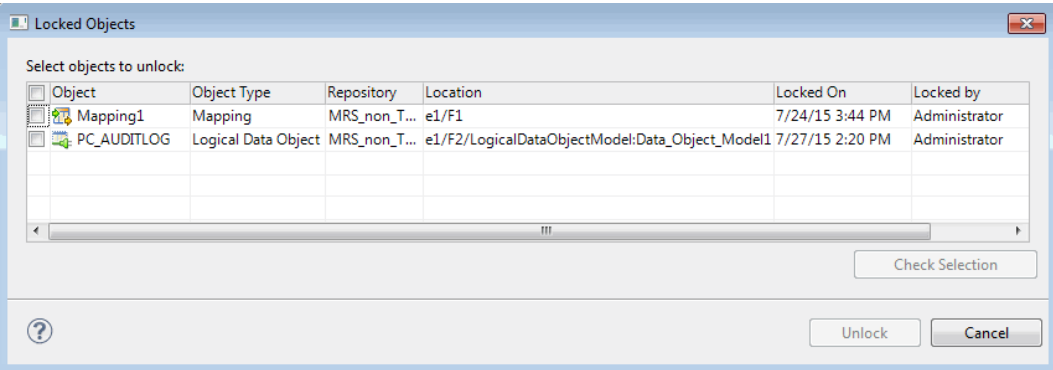 Locked Objects
Select objects to unlock:
Object Object Type Repository Location Locked On Locked by
Mapping1 Mapping MRS_non_T... e1/F1 7/24/15 3:44 PM Administrator
PC_AUDITLOG Logical Data Object MRS_non_T... e1/F2/LogicalDataObjectModel:Data_Object_Model1 7/27/15 2:20 PM Administrator
Check Selection
? Unlock Cancel